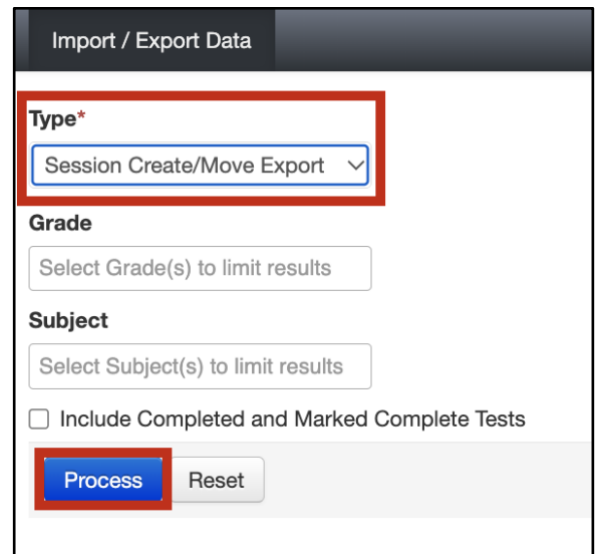 Import / Export Data
Type*
Session Create/Move Export
Grade
Select Grade(s) to limit results
Subject
Select Subject(s) to limit results
Include Completed and Marked Complete Tests
Process Reset